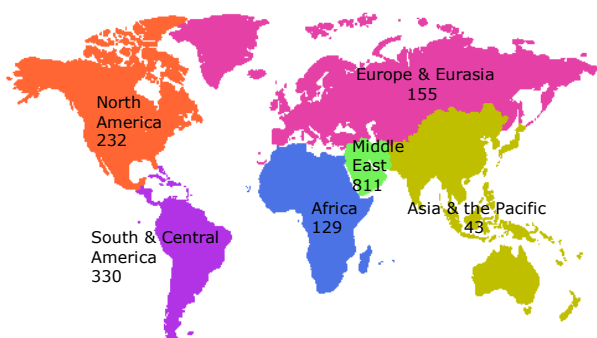 Europe & Eurasia
155
North
America
232
Middle
East
811
Africa
129
Asia & the Pacific
43
South & Central
America
330